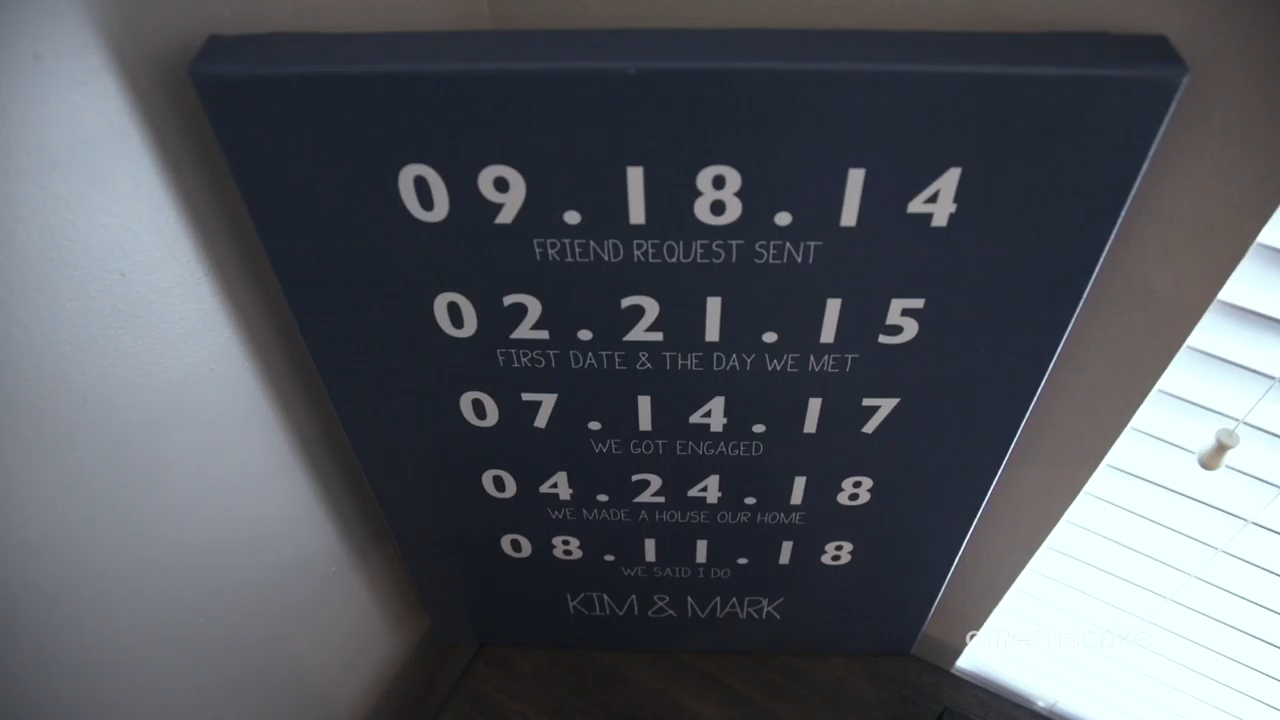 09.18.14
FRIEND REQUEST SENT
02.21.15
FIRST DATE & THE DAY WE MET
07.14.17
WE GOT ENGAGED
04.24.18
WE MADE A HOUSE OUR HOME
08.11.18
WE SAID I DO
KIM & MARK
cinemacake